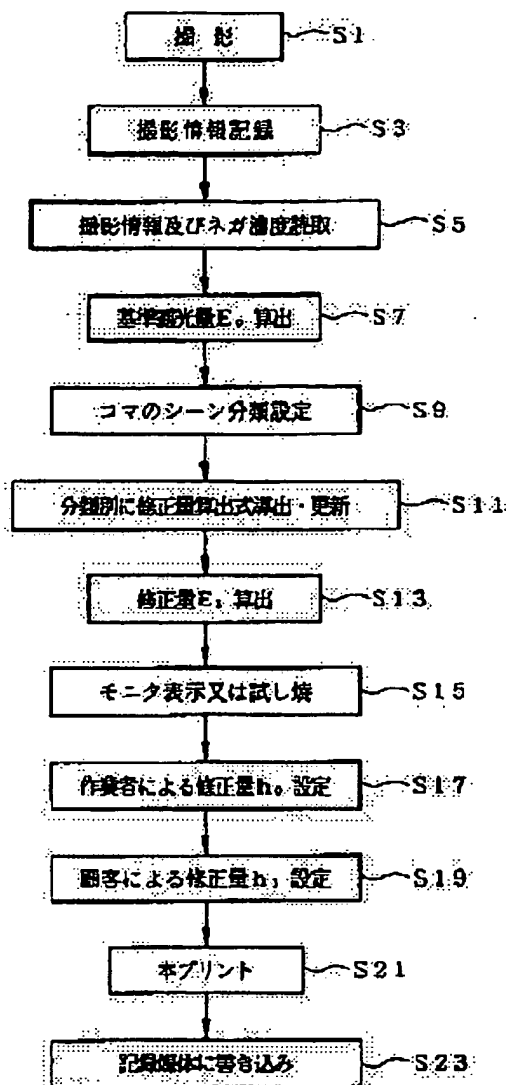 撮 影 S1
撮影情報記録 S3
撮影情報及びネガ濃度読取 S5
基準露光量E₀ 算出 S7
コマのシーン分類設定 S9
分類別に修正量算出式導出・更新 S11
修正量E₁ 算出 S13
モニタ表示又は試し焼 S15
作業者による修正量h₀ 設定 S17
顧客による修正量h₁ 設定 S19
本プリント S21
記録媒体に書き込み S23